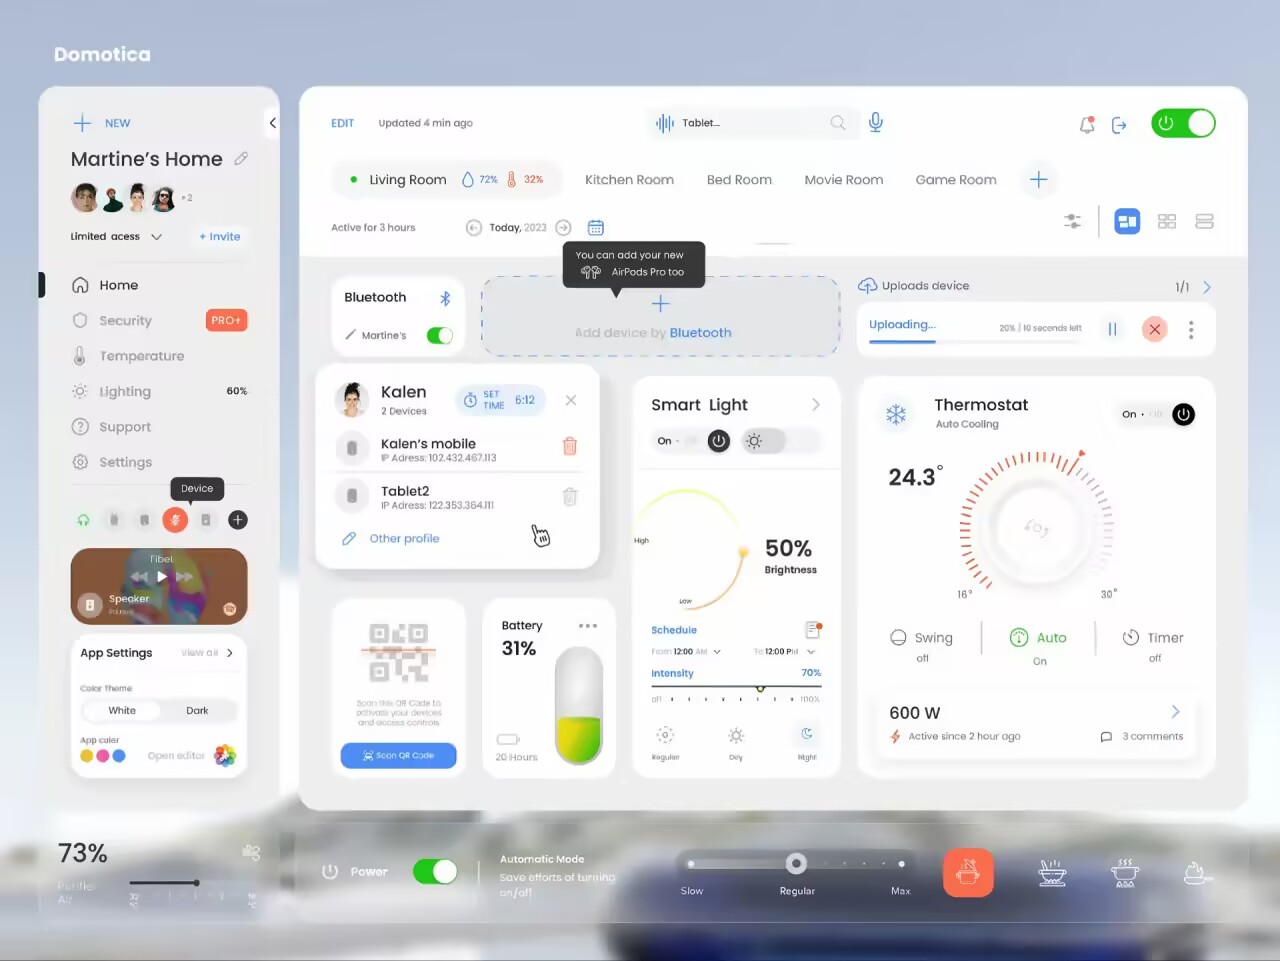 Domotica
NEW
Martine's Home
+2
Limited acess
+ Invite
Home
Security
PRO+
Temperature
Lighting
60%
Support
Settings
Device
Tibel
Speaker
App Settings
View all
Color Theme
White
Dark
App color
Open editor
EDIT
Updated 4 min ago
Tablet...
Living Room
72%
32%
Kitchen Room
Bed Room
Movie Room
Game Room
Active for 3 hours
Today, 2023
You can add your new
AirPods Pro too
Bluetooth
Martine's
Add device by Bluetooth
Uploads device
1/1
Uploading...
20% | 10 seconds left
Kalen
2 Devices
SET
TIME
6:12
Kalen's mobile
IP Adress: 102.432.467.113
Tablet2
IP Adress: 122.353.364.111
Other profile
Smart Light
On
High
Low
50%
Brightness
Schedule
From 12:00 AM
To 12:00 PM
Intensity
70%
off
100%
Regular
Day
Night
Thermostat
Auto Cooling
On
24.3°
16°
30°
Swing
off
Auto
On
Timer
off
600 W
Active since 2 hour ago
3 comments
Scan this QR Code to
activate your devices
and access controls
Scan QR Code
Battery
31%
20 Hours
73%
Purifier
Air
Power
Automatic Mode
Save efforts of turning
on/off
Slow
Regular
Max